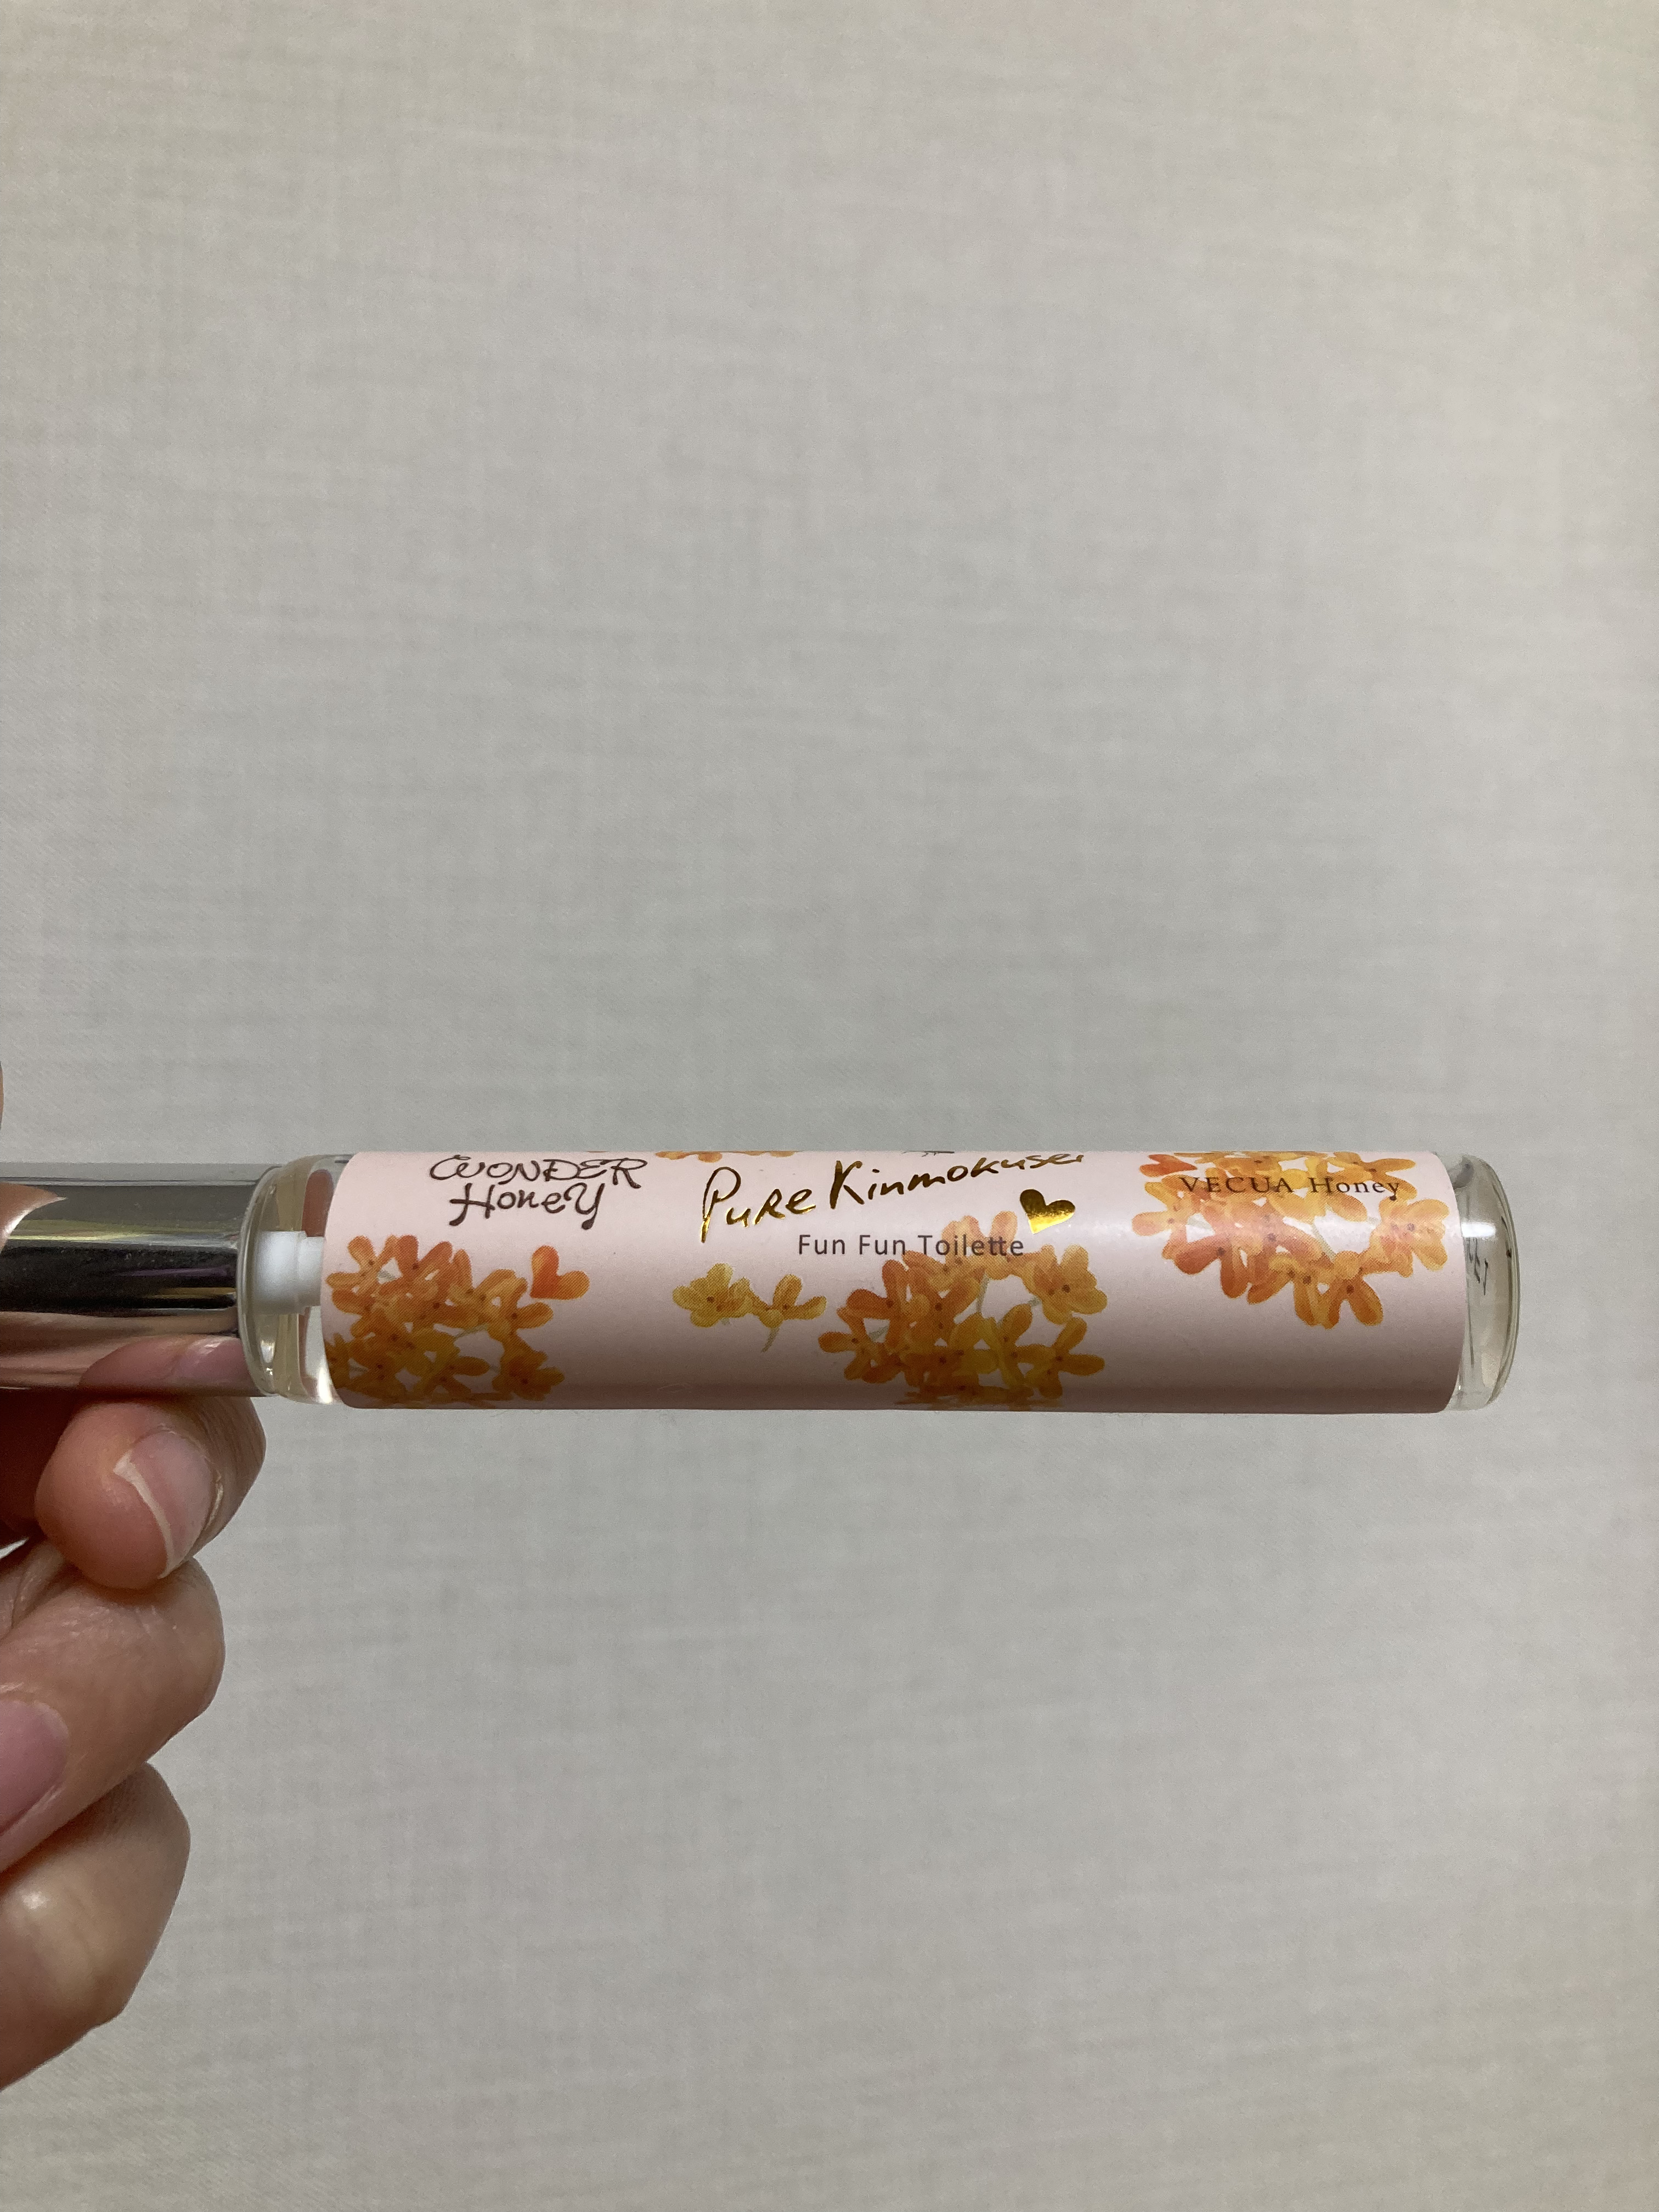 WONDER
Honey
Pure Kinmokusei
Fun Fun Toilette
VECUA Honey